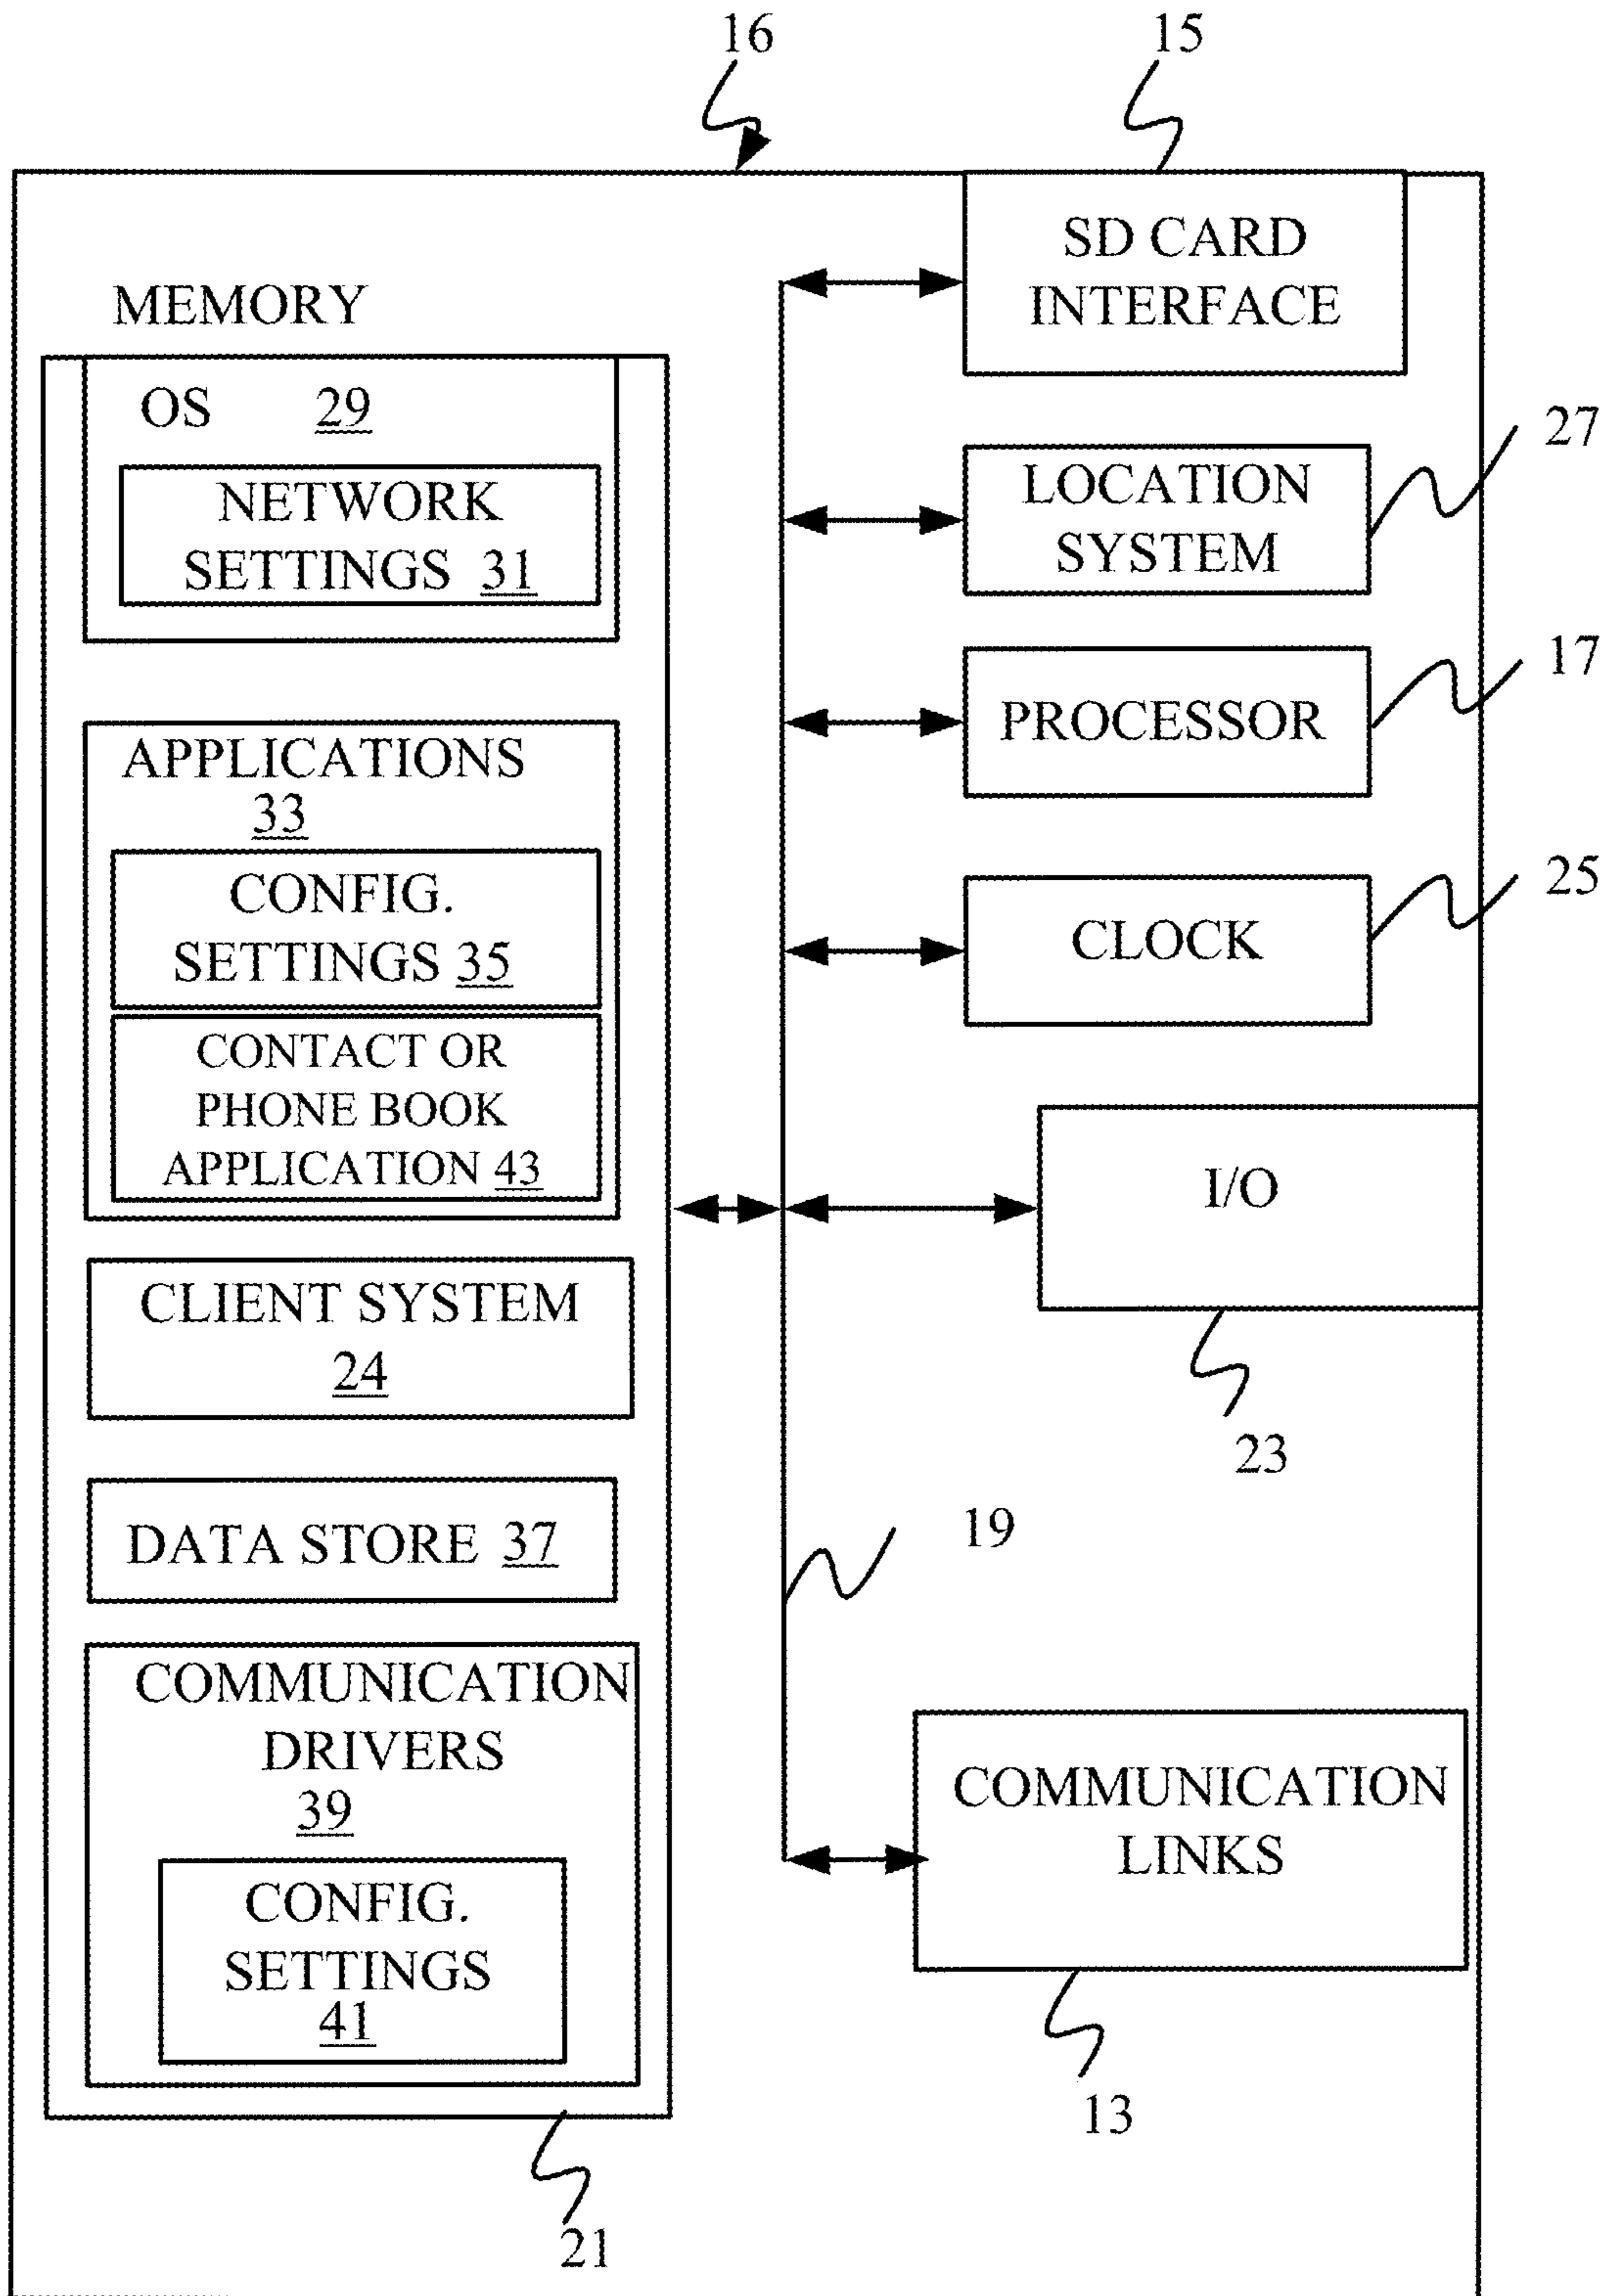 16
15
SD CARD
INTERFACE
MEMORY
OS 29
NETWORK
SETTINGS 31
27
LOCATION
SYSTEM
17
PROCESSOR
APPLICATIONS
33
CONFIG.
SETTINGS 35
25
CLOCK
CONTACT OR
PHONE BOOK
APPLICATION 43
I/O
23
CLIENT SYSTEM
24
19
DATA STORE 37
COMMUNICATION
DRIVERS
39
CONFIG.
SETTINGS
41
COMMUNICATION
LINKS
13
21